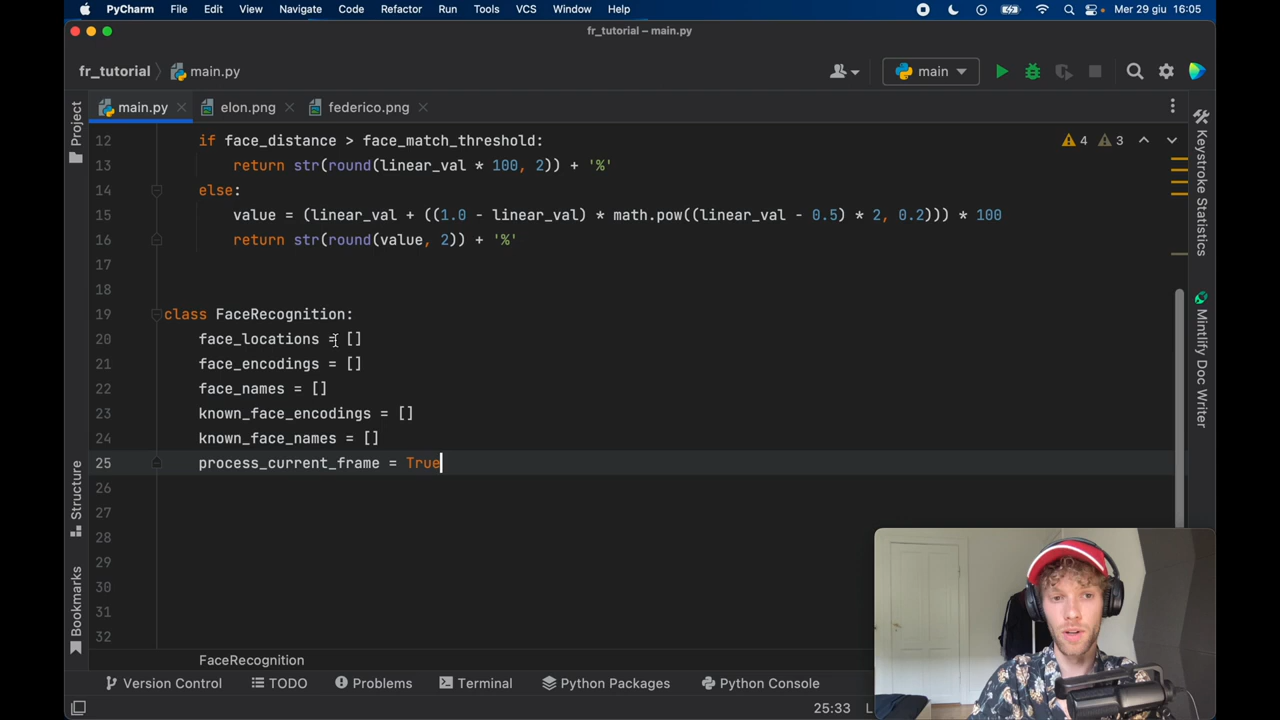 PyCharm File Edit View Navigate Code Refactor Run Tools VCS Window Help Mer 29 giu 16:05
fr_tutorial – main.py
fr_tutorial main.py main
main.py elon.png federico.png
Project
Structure
Bookmarks
12 if face_distance > face_match_threshold: 4 3
13 return str(round(linear_val * 100, 2)) + '%'
14 else:
15 value = (linear_val + ((1.0 - linear_val) * math.pow((linear_val - 0.5) * 2, 0.2))) * 100
16 return str(round(value, 2)) + '%'
17
18
19 class FaceRecognition:
20 face_locations = []
21 face_encodings = []
22 face_names = []
23 known_face_encodings = []
24 known_face_names = []
25 process_current_frame = True
26
27
28
29
30
31
32
Keystroke Statistics
Mintlify Doc Writer
FaceRecognition
Version Control TODO Problems Terminal Python Packages Python Console
25:33